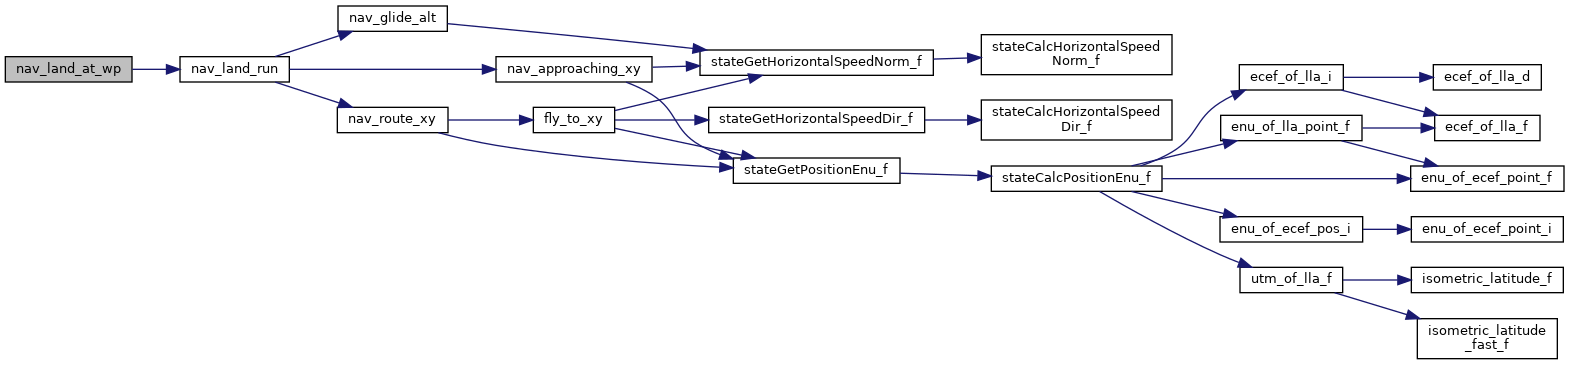 nav_land_at_wp
nav_land_run
nav_glide_alt
nav_approaching_xy
nav_route_xy
fly_to_xy
stateGetHorizontalSpeedNorm_f
stateGetHorizontalSpeedDir_f
stateGetPositionEnu_f
stateCalcHorizontalSpeed
Norm_f
stateCalcHorizontalSpeed
Dir_f
stateCalcPositionEnu_f
ecef_of_lla_i
enu_of_lla_point_f
enu_of_ecef_pos_i
utm_of_lla_f
ecef_of_lla_d
ecef_of_lla_f
enu_of_ecef_point_f
enu_of_ecef_point_i
isometric_latitude_f
isometric_latitude
_fast_f